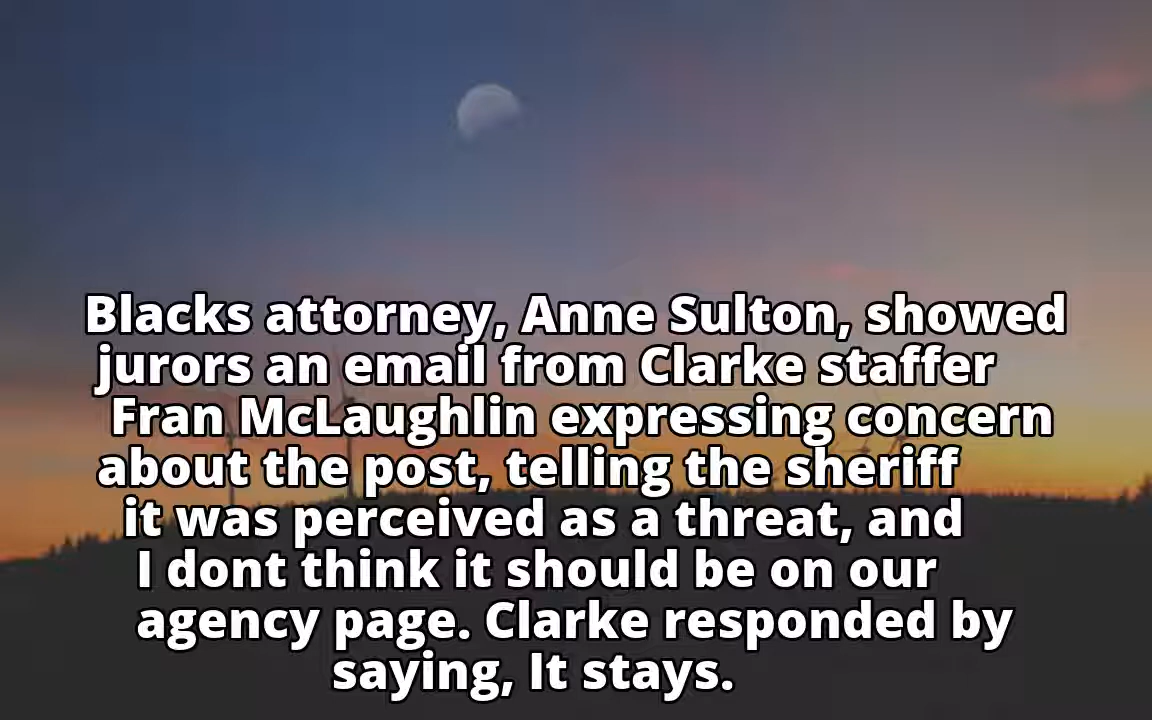 Blacks attorney, Anne Sulton, showed
jurors an email from Clarke staffer
Fran McLaughlin expressing concern
about the post, telling the sheriff
it was perceived as a threat, and
I dont think it should be on our
agency page. Clarke responded by
saying, It stays.